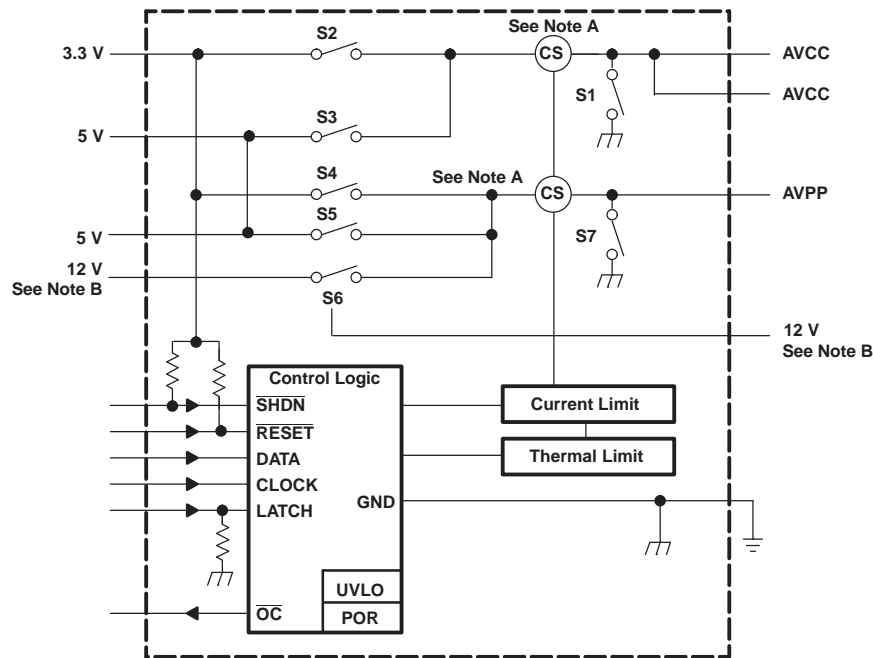 See Note A
S2
3.3 V
CS
AVCC
S1
AVCC
S3
5 V
See Note A
S4
CS
AVPP
S5
S7
5 V
12 V
See Note B
S6
12 V
See Note B
Control Logic
SHDN
Current Limit
RESET
DATA
Thermal Limit
CLOCK
GND
LATCH
UVLO
OC
POR